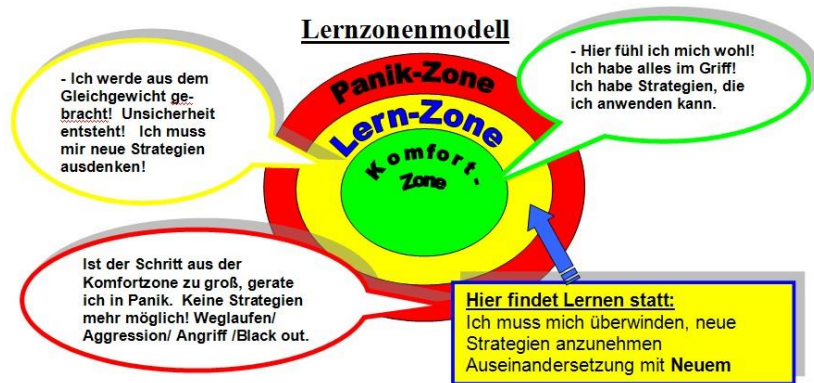 Lernzonenmodell
- Ich werde aus dem
Gleichgewicht ge-
bracht! Unsicherheit
entsteht! Ich muss
mir neue Strategien
ausdenken!
- Hier fühl ich mich wohl!
Ich habe alles im Griff!
Ich habe Strategien, die
ich anwenden kann.
Panik-Zone
Lern-Zone
Komfort-
Zone
Ist der Schritt aus der
Komfortzone zu groß, gerate
ich in Panik. Keine Strategien
mehr möglich! Weglaufen/
Aggression/ Angriff /Black out.
Hier findet Lernen statt:
Ich muss mich überwinden, neue
Strategien anzunehmen
Auseinandersetzung mit Neuem